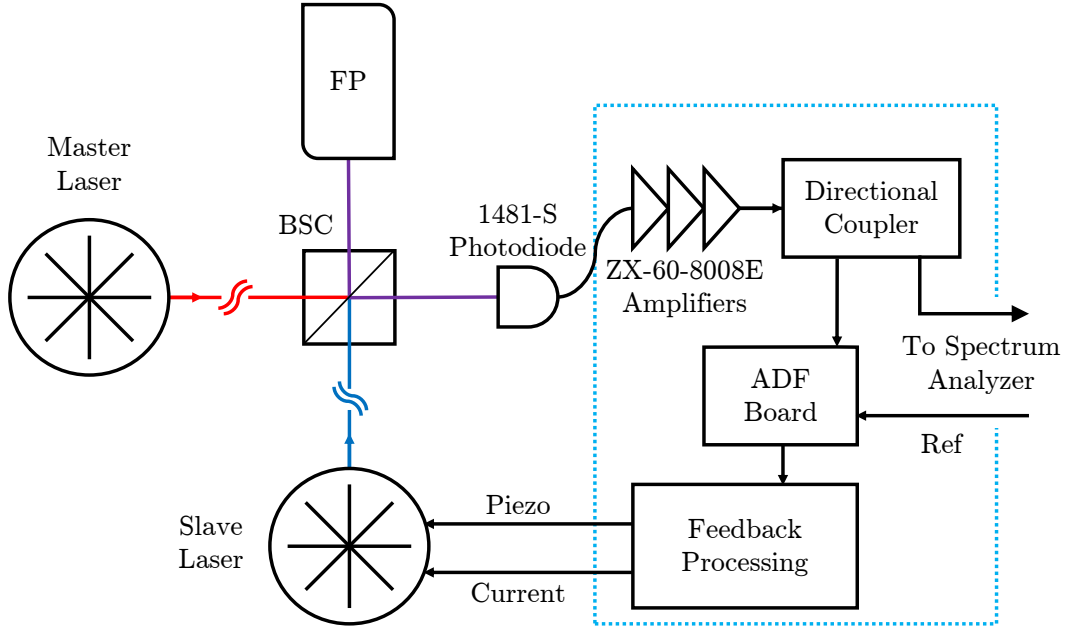 FP
Master
Laser
BSC
1481-S
Photodiode
ZX-60-8008E
Amplifiers
Directional
Coupler
To Spectrum
Analyzer
ADF
Board
Ref
Slave
Laser
Piezo
Current
Feedback
Processing